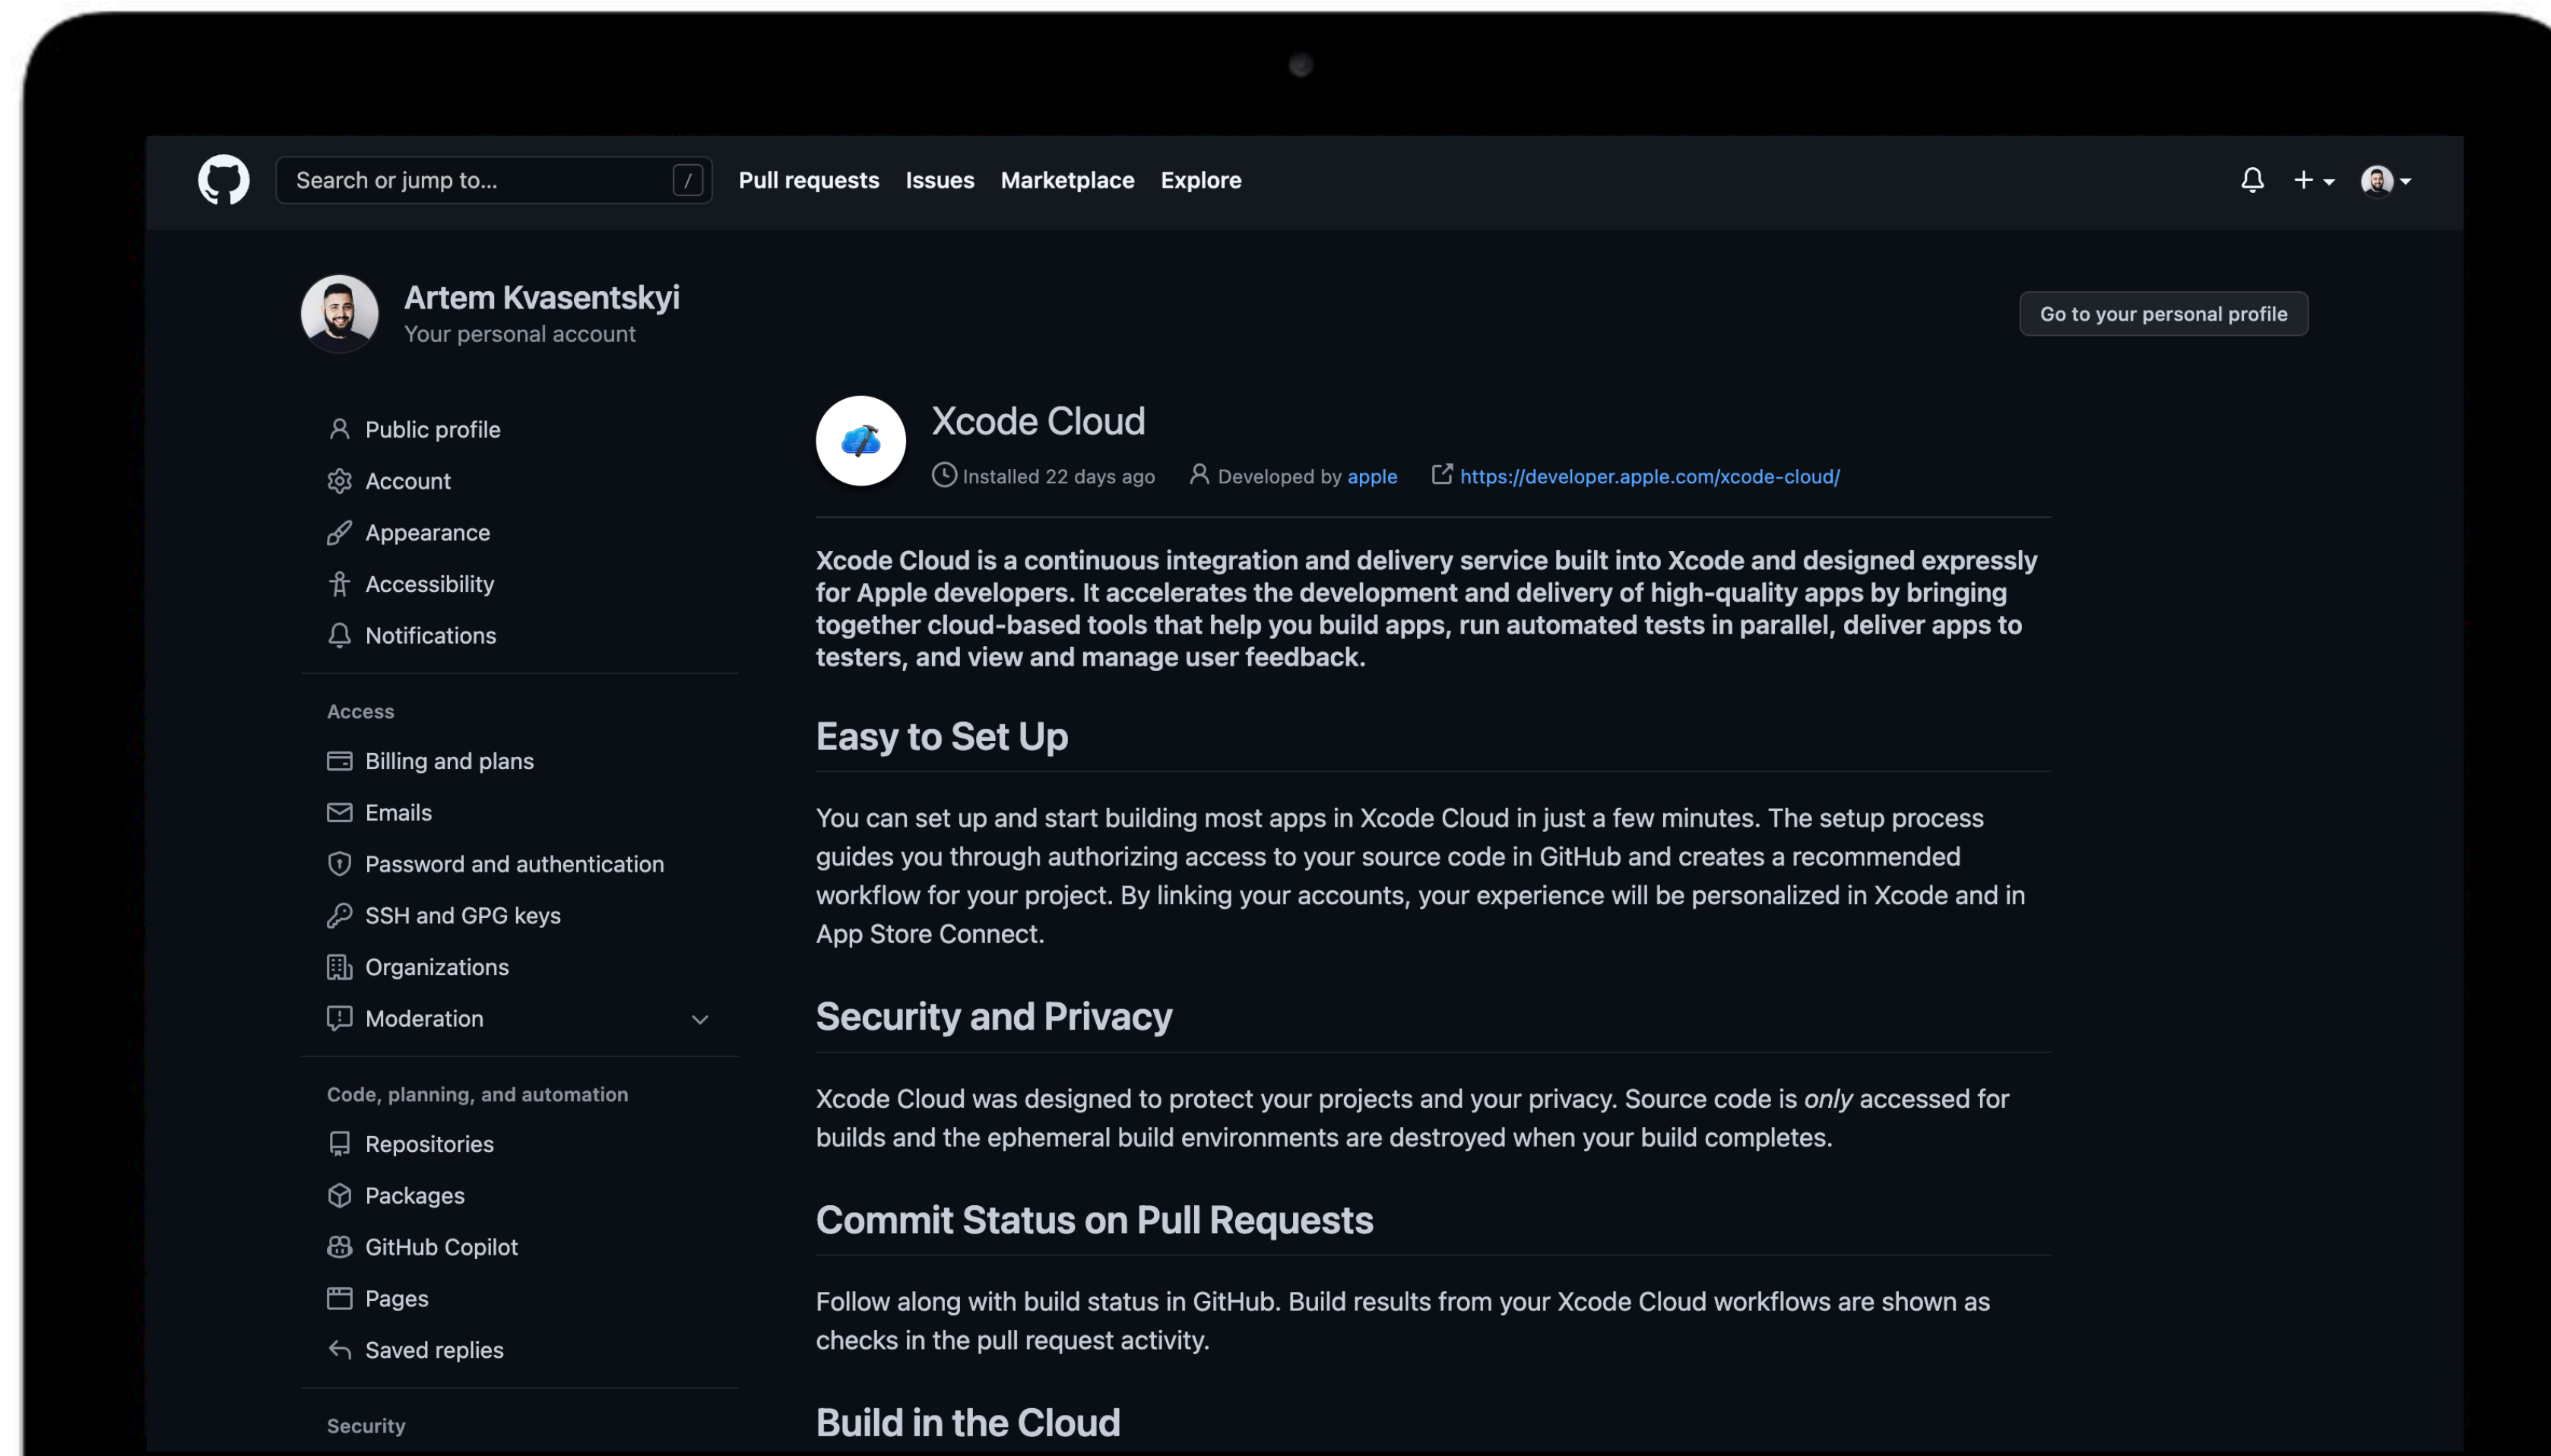 Search or jump to...
/
Pull requests
Issues
Marketplace
Explore
Artem Kvasentskyi
Your personal account
Go to your personal profile
Public profile
Account
Appearance
Accessibility
Notifications
Access
Billing and plans
Emails
Password and authentication
SSH and GPG keys
Organizations
Moderation
Code, planning, and automation
Repositories
Packages
GitHub Copilot
Pages
Saved replies
Security
Xcode Cloud
Installed 22 days ago
Developed by apple
https://developer.apple.com/xcode-cloud/
Xcode Cloud is a continuous integration and delivery service built into Xcode and designed expressly
for Apple developers. It accelerates the development and delivery of high-quality apps by bringing
together cloud-based tools that help you build apps, run automated tests in parallel, deliver apps to
testers, and view and manage user feedback.
Easy to Set Up
You can set up and start building most apps in Xcode Cloud in just a few minutes. The setup process
guides you through authorizing access to your source code in GitHub and creates a recommended
workflow for your project. By linking your accounts, your experience will be personalized in Xcode and in
App Store Connect.
Security and Privacy
Xcode Cloud was designed to protect your projects and your privacy. Source code is only accessed for
builds and the ephemeral build environments are destroyed when your build completes.
Commit Status on Pull Requests
Follow along with build status in GitHub. Build results from your Xcode Cloud workflows are shown as
checks in the pull request activity.
Build in the Cloud